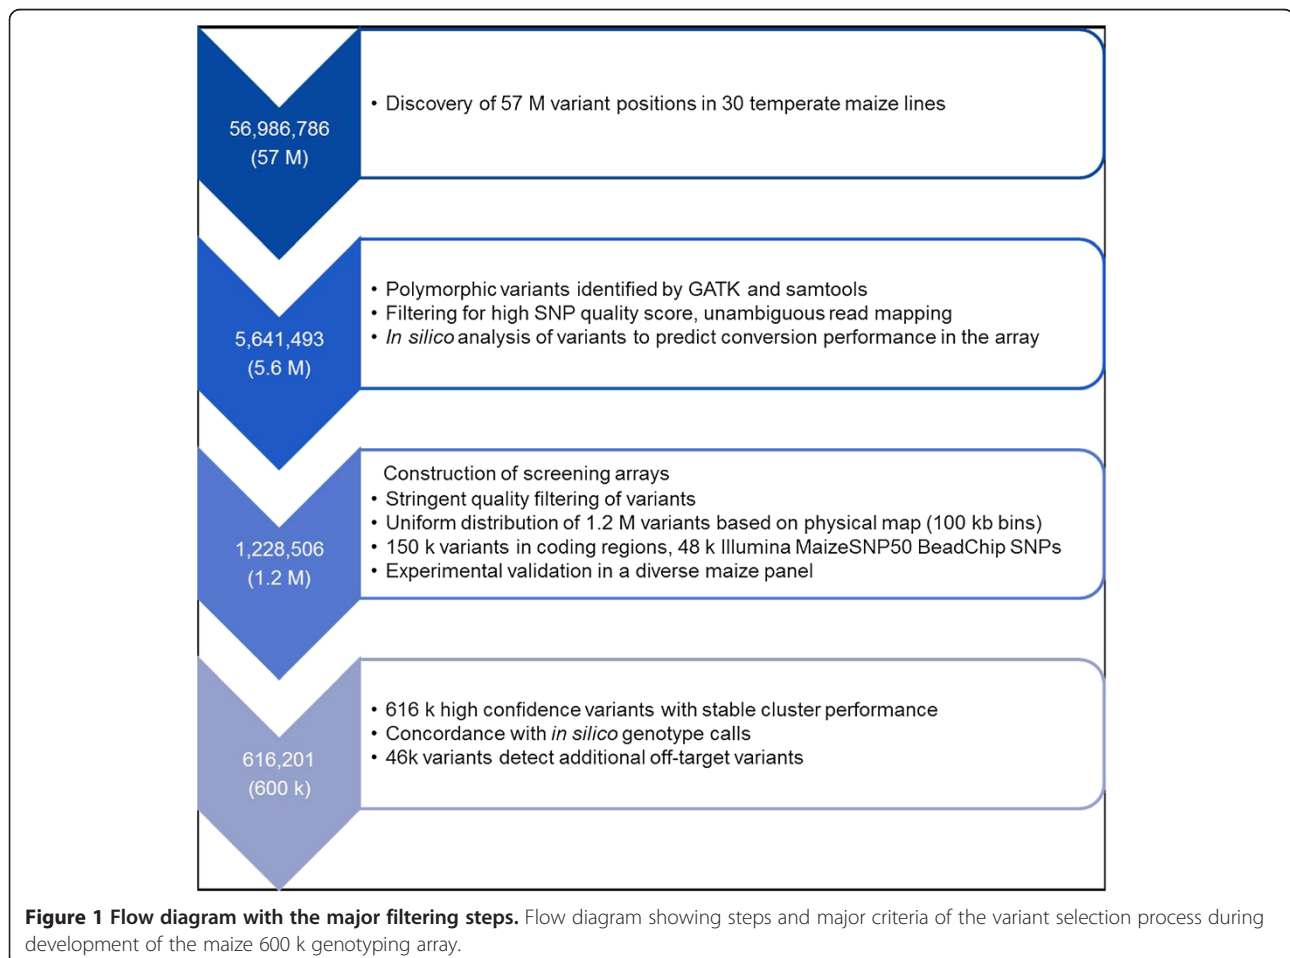 56,986,786
(57 M)
• Discovery of 57 M variant positions in 30 temperate maize lines
5,641,493
(5.6 M)
• Polymorphic variants identified by GATK and samtools
• Filtering for high SNP quality score, unambiguous read mapping
• In silico analysis of variants to predict conversion performance in the array
1,228,506
(1.2 M)
Construction of screening arrays
• Stringent quality filtering of variants
• Uniform distribution of 1.2 M variants based on physical map (100 kb bins)
• 150 k variants in coding regions, 48 k Illumina MaizeSNP50 BeadChip SNPs
• Experimental validation in a diverse maize panel
616,201
(600 k)
• 616 k high confidence variants with stable cluster performance
• Concordance with in silico genotype calls
• 46k variants detect additional off-target variants
Figure 1 Flow diagram with the major filtering steps. Flow diagram showing steps and major criteria of the variant selection process during
development of the maize 600 k genotyping array.